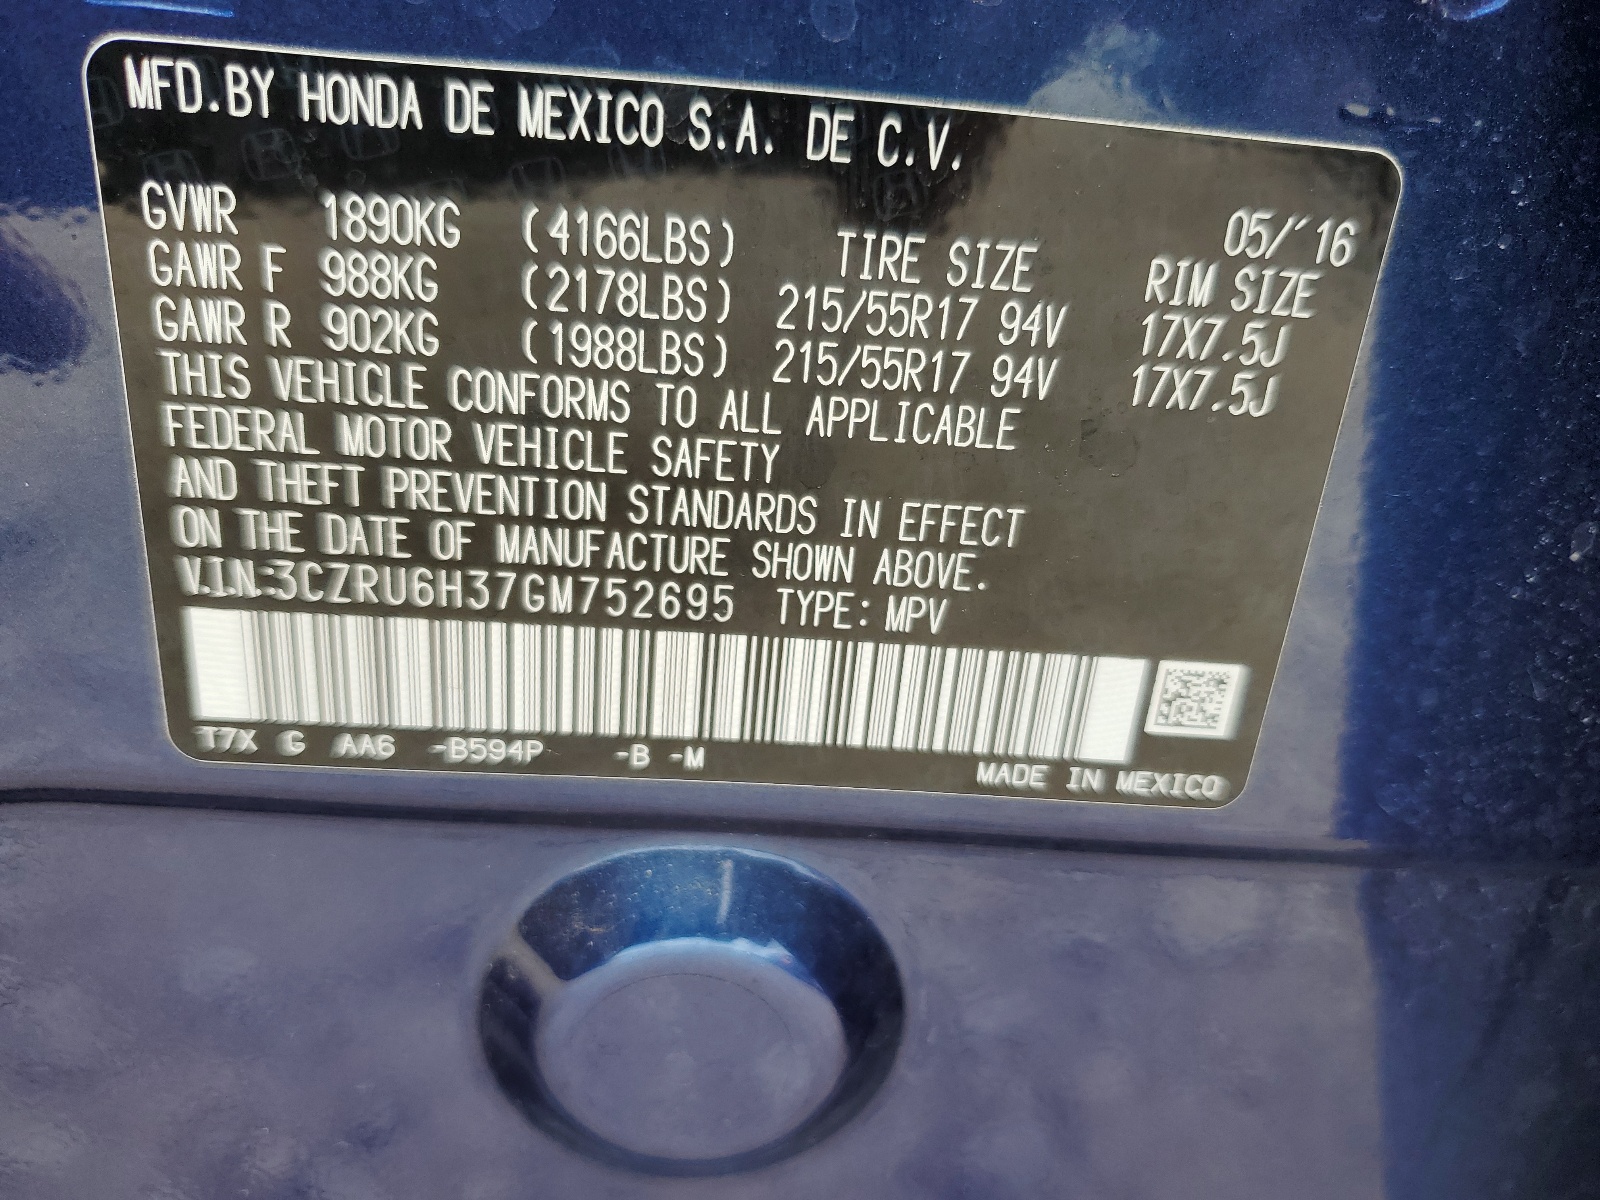 MFD.BY HONDA DE MEXICO S.A. DE C.V.
05/'16
GVWR 1890KG (4166LBS) TIRE SIZE RIM SIZE
GAWR F 988KG (2178LBS) 215/55R17 94V 17X7.5J
GAWR R 902KG (1988LBS) 215/55R17 94V 17X7.5J
THIS VEHICLE CONFORMS TO ALL APPLICABLE
FEDERAL MOTOR VEHICLE SAFETY
AND THEFT PREVENTION STANDARDS IN EFFECT
ON THE DATE OF MANUFACTURE SHOWN ABOVE.
V.I.N:3CZRU6H37GM752695 TYPE: MPV
T7X G AA6 -B594P -B -M
MADE IN MEXICO